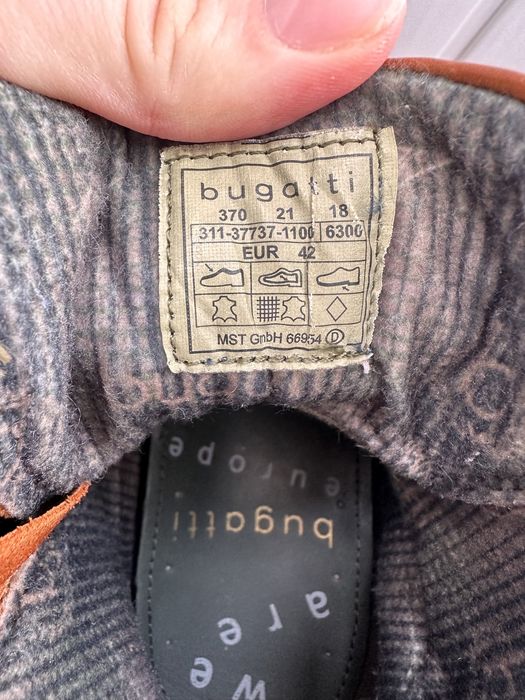 bugatti
370 21 18
311-37737-1100 6300
EUR 42
MST GmbH 66954 D
we
are
bugatti
europe